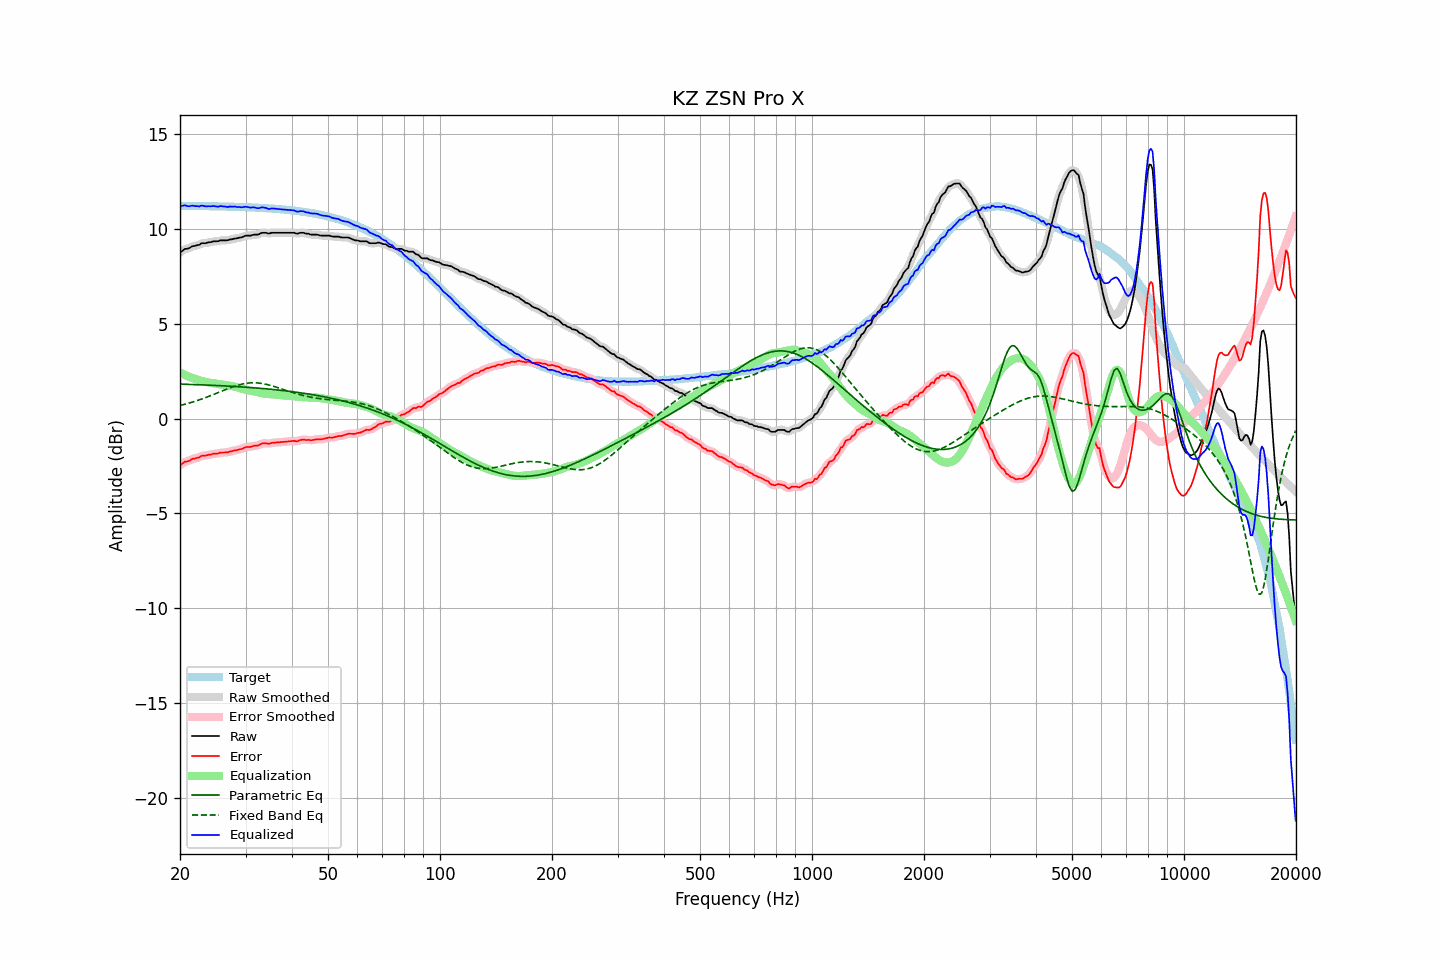 KZ ZSN Pro X
15
10
5
0
−5
−10
−15
−20
Amplitude (dBr)
Target
Raw Smoothed
Error Smoothed
Raw
Error
Equalization
Parametric Eq
Fixed Band Eq
Equalized
20 50 100 200 500 1000 2000 5000 10000 20000
Frequency (Hz)